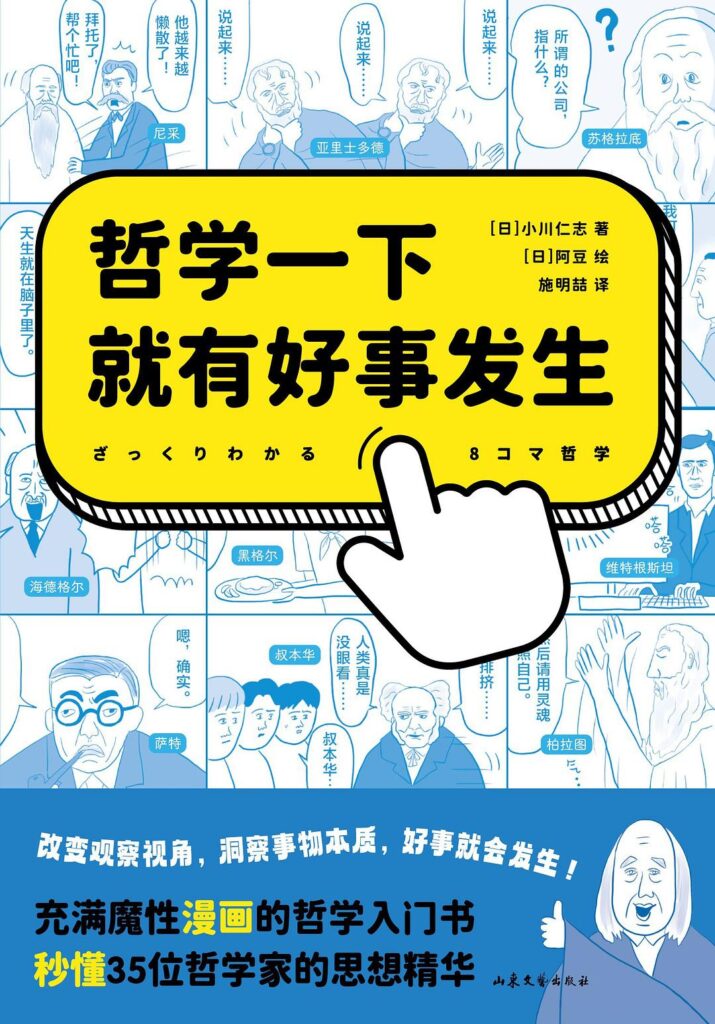 拜托了，
帮个忙吧！
他越来越
懒散了！
尼采
说起来……
说起来……
亚里士多德
说起来……
所谓的公司，
指什么？
?
苏格拉底
天生就在脑子里了。
哲学一下
就有好事发生
[日]小川仁志 著
[日]阿豆 绘
施明喆 译
ざっくりわかる 8コマ哲学
海德格尔
黑格尔
嗒
嗒
维特根斯坦
嗯，确实。
萨特
叔本华
人类真是
没眼看……
叔本华…
排挤…
后请用灵魂
照自己。
柏拉图
改变观察视角，洞察事物本质，好事就会发生！
充满魔性漫画的哲学入门书
秒懂35位哲学家的思想精华
山东文艺出版社